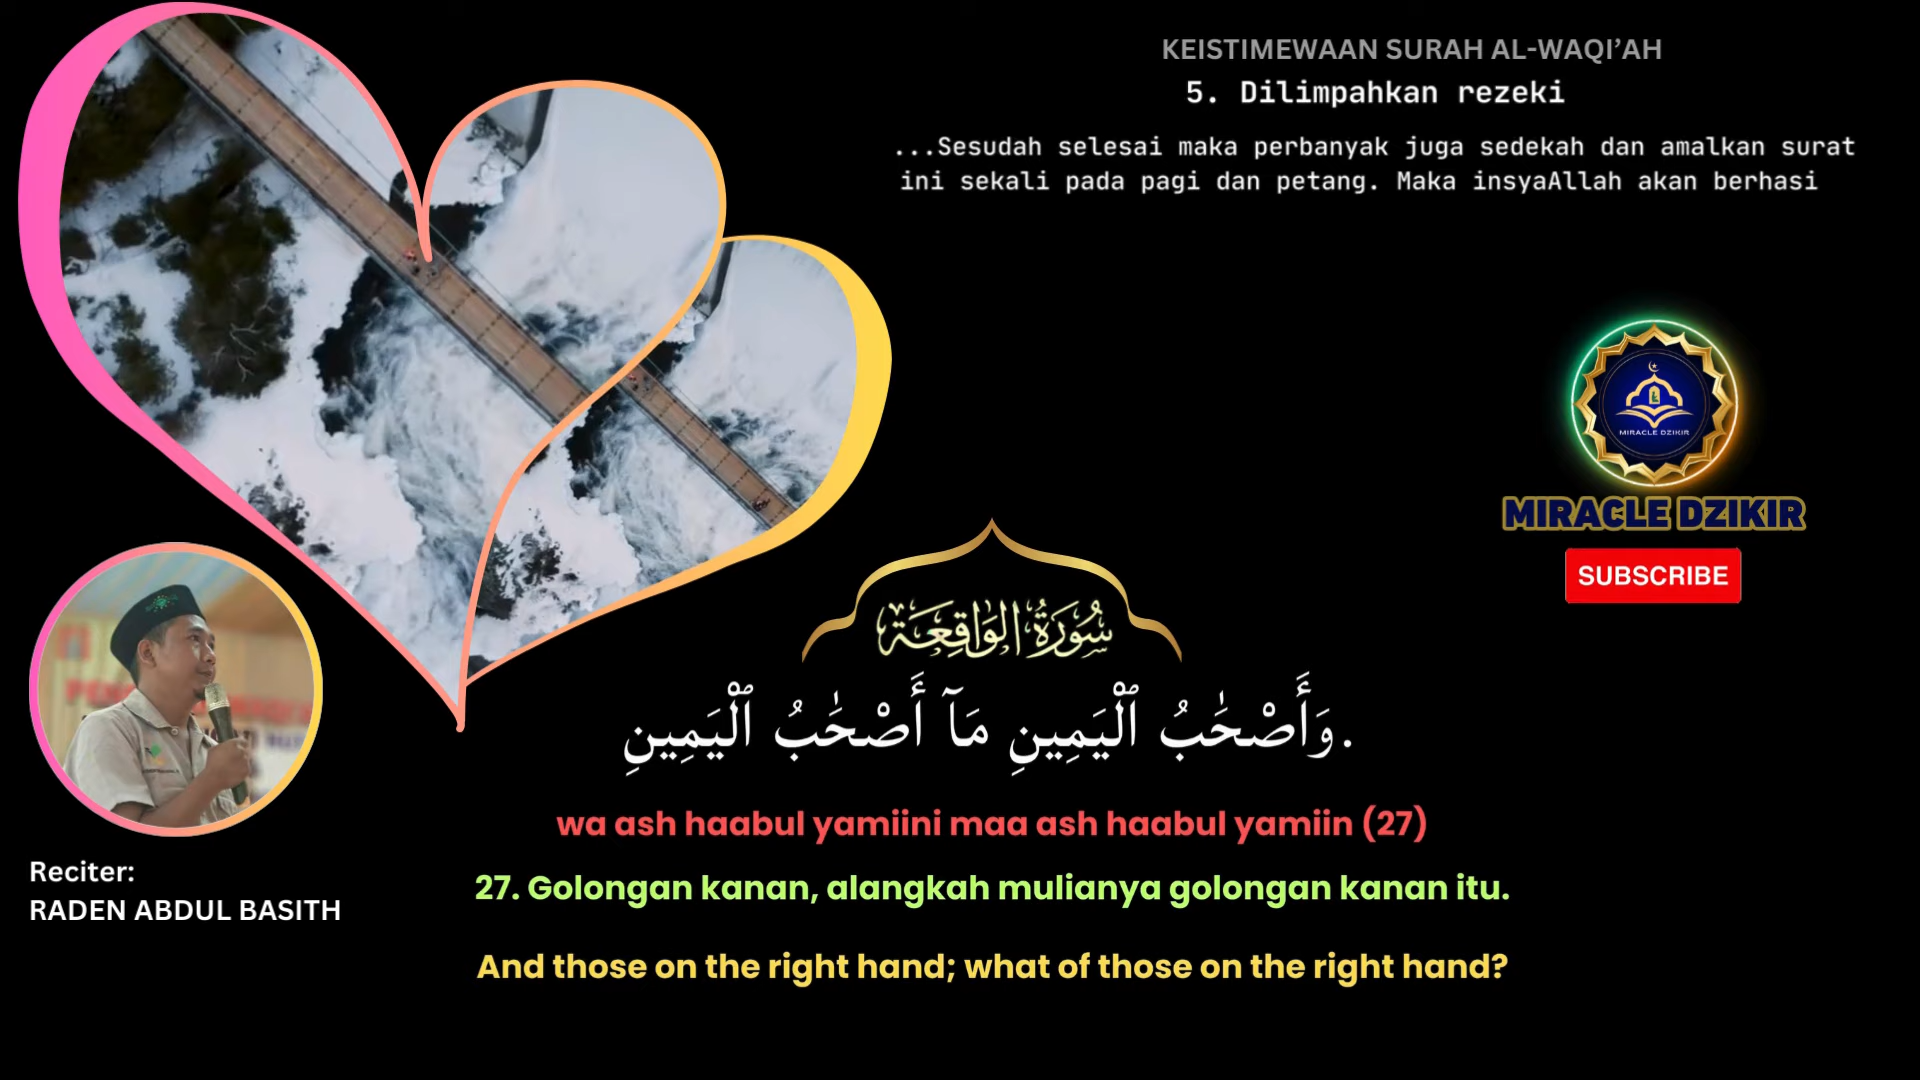 KEISTIMEWAAN SURAH AL-WAQI’AH
5. Dilimpahkan rezeki
...Sesudah selesai maka perbanyak juga sedekah dan amalkan surat
ini sekali pada pagi dan petang. Maka insyaAllah akan berhasi
MIRACLE DZIKIR
MIRACLE DZIKIR
SUBSCRIBE
سُورَةُ الوَاقِعَة
وَأَصْحَٰبُ ٱلْيَمِينِ مَآ أَصْحَٰبُ ٱلْيَمِينِ.
wa ash haabul yamiini maa ash haabul yamiin (27)
27. Golongan kanan, alangkah mulianya golongan kanan itu.
And those on the right hand; what of those on the right hand?
Reciter:
RADEN ABDUL BASITH